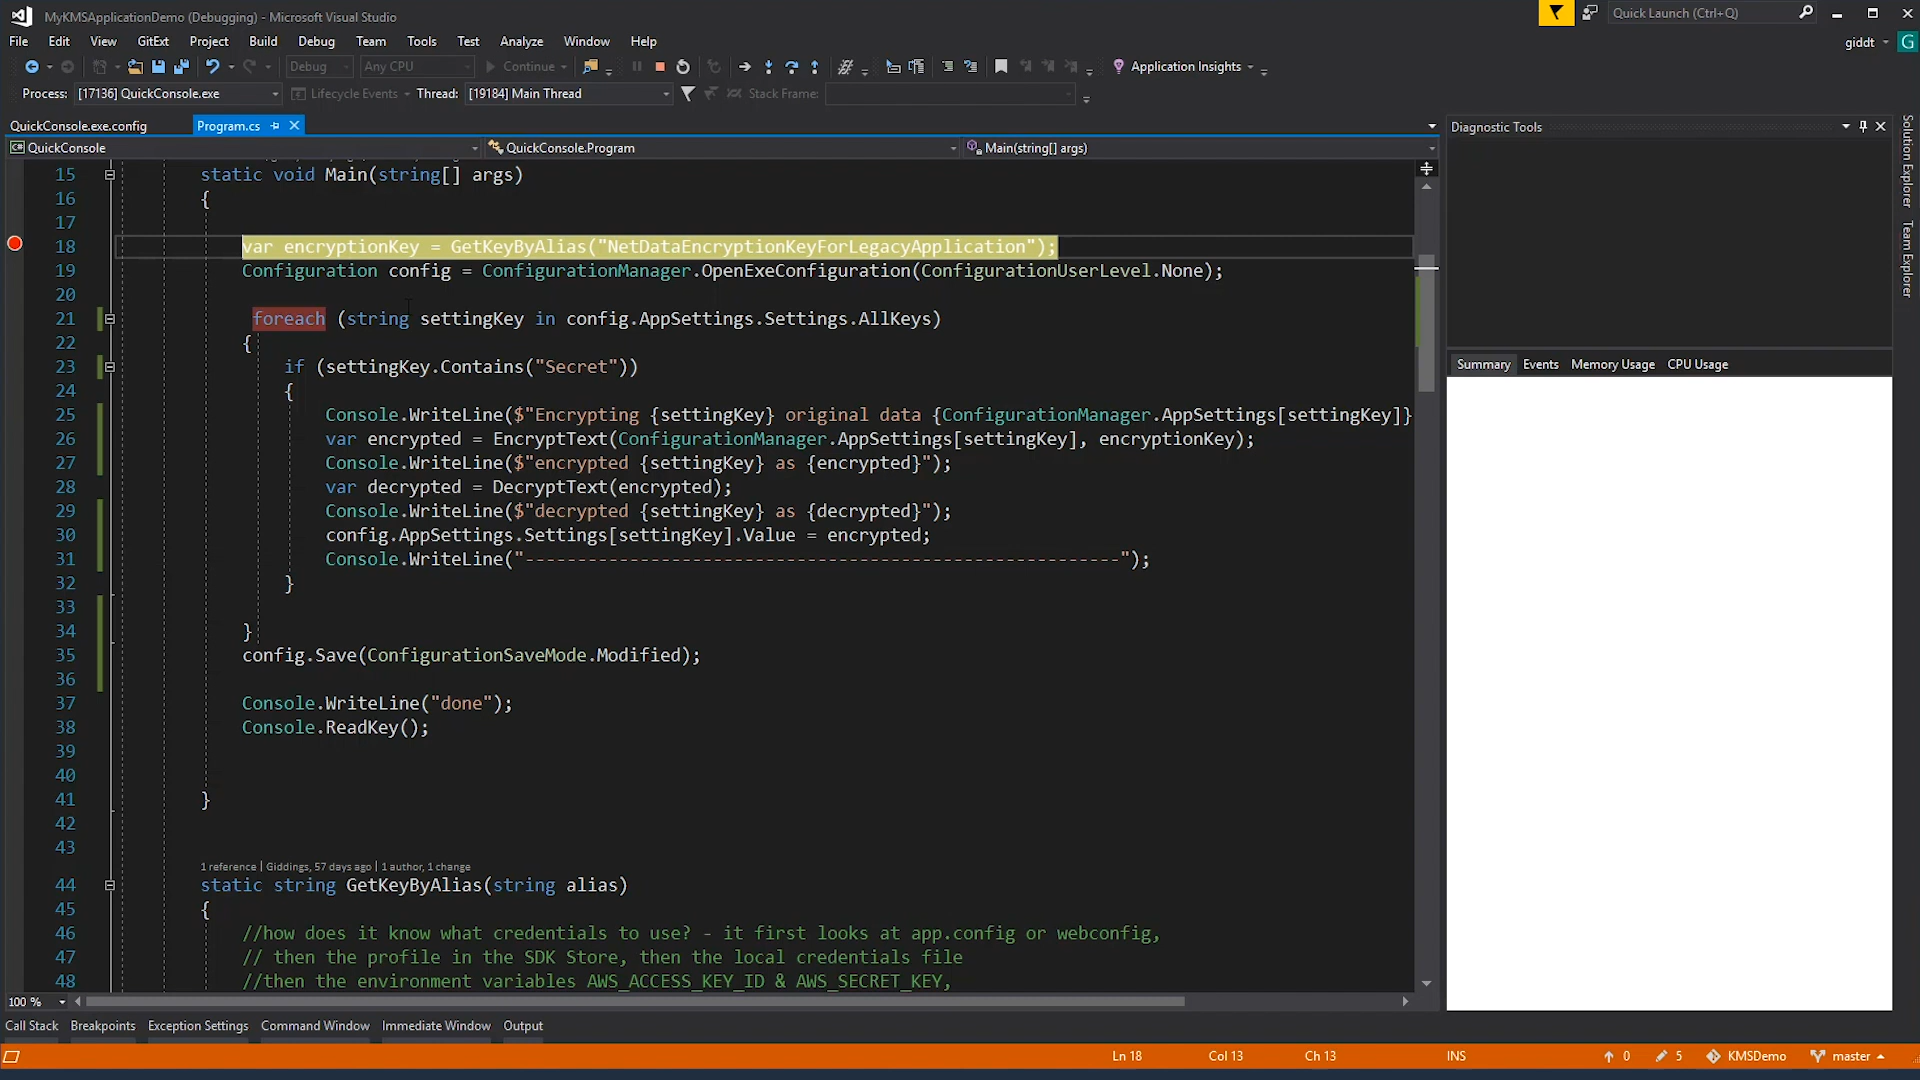 MyKMSApplicationDemo (Debugging) - Microsoft Visual Studio
Quick Launch (Ctrl+Q)
File Edit View GitExt Project Build Debug Team Tools Test Analyze Window Help
giddt G
Debug Any CPU Continue Application Insights
Process: [17136] QuickConsole.exe Lifecycle Events Thread: [19184] Main Thread Stack Frame:
QuickConsole.exe.config Program.cs
Diagnostic Tools
QuickConsole QuickConsole.Program Main(string[] args)
Solution Explorer
Team Explorer
15 static void Main(string[] args)
16 {
17
18 var encryptionKey = GetKeyByAlias("NetDataEncryptionKeyForLegacyApplication");
19 Configuration config = ConfigurationManager.OpenExeConfiguration(ConfigurationUserLevel.None);
20
21 foreach (string settingKey in config.AppSettings.Settings.AllKeys)
22 {
23 if (settingKey.Contains("Secret"))
24 {
25 Console.WriteLine($"Encrypting {settingKey} original data {ConfigurationManager.AppSettings[settingKey]}
26 var encrypted = EncryptText(ConfigurationManager.AppSettings[settingKey], encryptionKey);
27 Console.WriteLine($"encrypted {settingKey} as {encrypted}");
28 var decrypted = DecryptText(encrypted);
29 Console.WriteLine($"decrypted {settingKey} as {decrypted}");
30 config.AppSettings.Settings[settingKey].Value = encrypted;
31 Console.WriteLine("---------------------------------------------------------");
32 }
33
34 }
35 config.Save(ConfigurationSaveMode.Modified);
36
37 Console.WriteLine("done");
38 Console.ReadKey();
39
40
41 }
42
43
1 reference | Giddings, 57 days ago | 1 author, 1 change
44 static string GetKeyByAlias(string alias)
45 {
46 //how does it know what credentials to use? - it first looks at app.config or webconfig,
47 // then the profile in the SDK Store, then the local credentials file
48 //then the environment variables AWS_ACCESS_KEY_ID & AWS_SECRET_KEY,
Summary Events Memory Usage CPU Usage
100 %
Call Stack Breakpoints Exception Settings Command Window Immediate Window Output
Ln 18 Col 13 Ch 13 INS 0 5 KMSDemo master